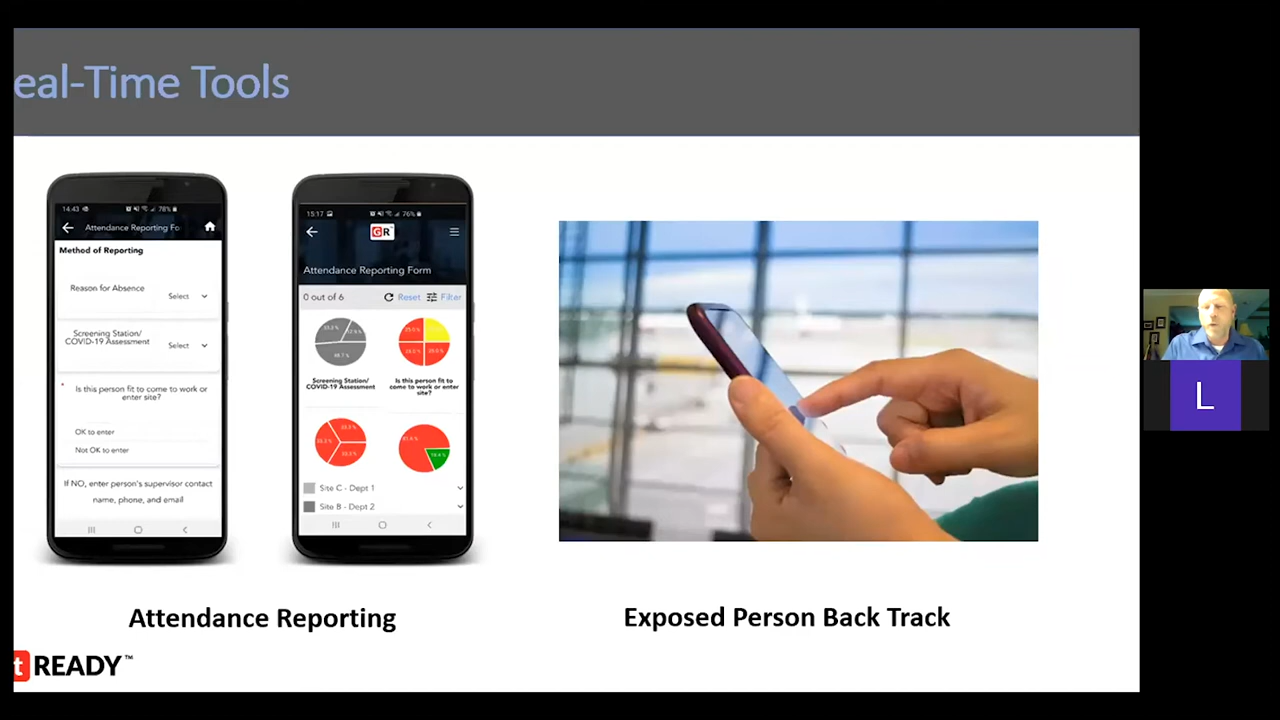 eal-Time Tools
14:43
78%
Attendance Reporting Fo
Method of Reporting
Reason for Absence
Select
Screening Station/
COVID-19 Assessment
Select
* Is this person fit to come to work or
enter site?
OK to enter
Not OK to enter
If NO, enter person's supervisor contact
name, phone, and email
15:17
76%
GR
Attendance Reporting Form
0 out of 6
Reset
Filter
Screening Station/
COVID-19 Assessment
Is this person fit to
come to work or enter
site?
Site C - Dept 1
Site B - Dept 2
Attendance Reporting
Exposed Person Back Track
t READY™
L